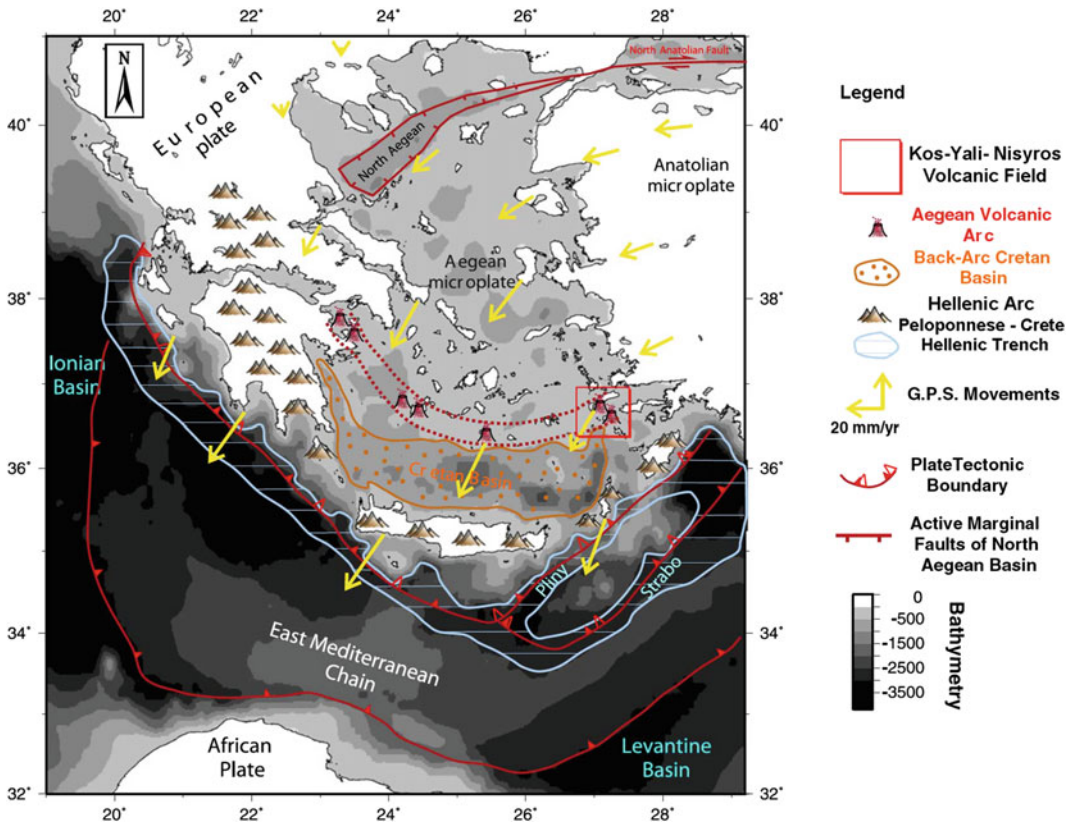 20° 22° 24° 26° 28°
N
North Anatolian Fault
European
plate
40° 40°
North Aegean
Anatolian
microplate
Aegean
microplate
38° 38°
Ionian
Basin
36° 36°
Cretan Basin
Pliny
Strabo
34° 34°
East Mediterranean
Chain
African
Plate
Levantine
Basin
32° 32°
20° 22° 24° 26° 28°
Legend
Kos-Yali- Nisyros
Volcanic Field
Aegean Volcanic
Arc
Back-Arc Cretan
Basin
Hellenic Arc
Peloponnese - Crete
Hellenic Trench
G.P.S. Movements
20 mm/yr
Plate Tectonic
Boundary
Active Marginal
Faults of North
Aegean Basin
0
-500
-1500
-2500
-3500
Bathymetry